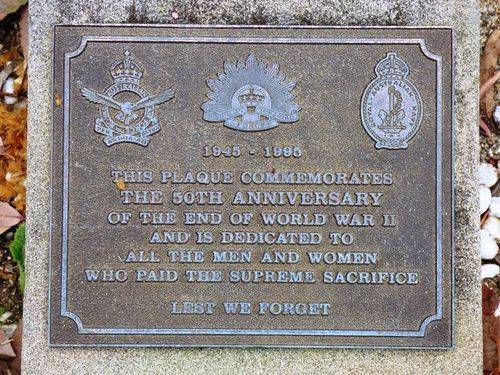 1945 - 1995
THIS PLAQUE COMMEMORATES
THE 50TH ANNIVERSARY
OF THE END OF WORLD WAR II
AND IS DEDICATED TO
ALL THE MEN AND WOMEN
WHO PAID THE SUPREME SACRIFICE
LEST WE FORGET